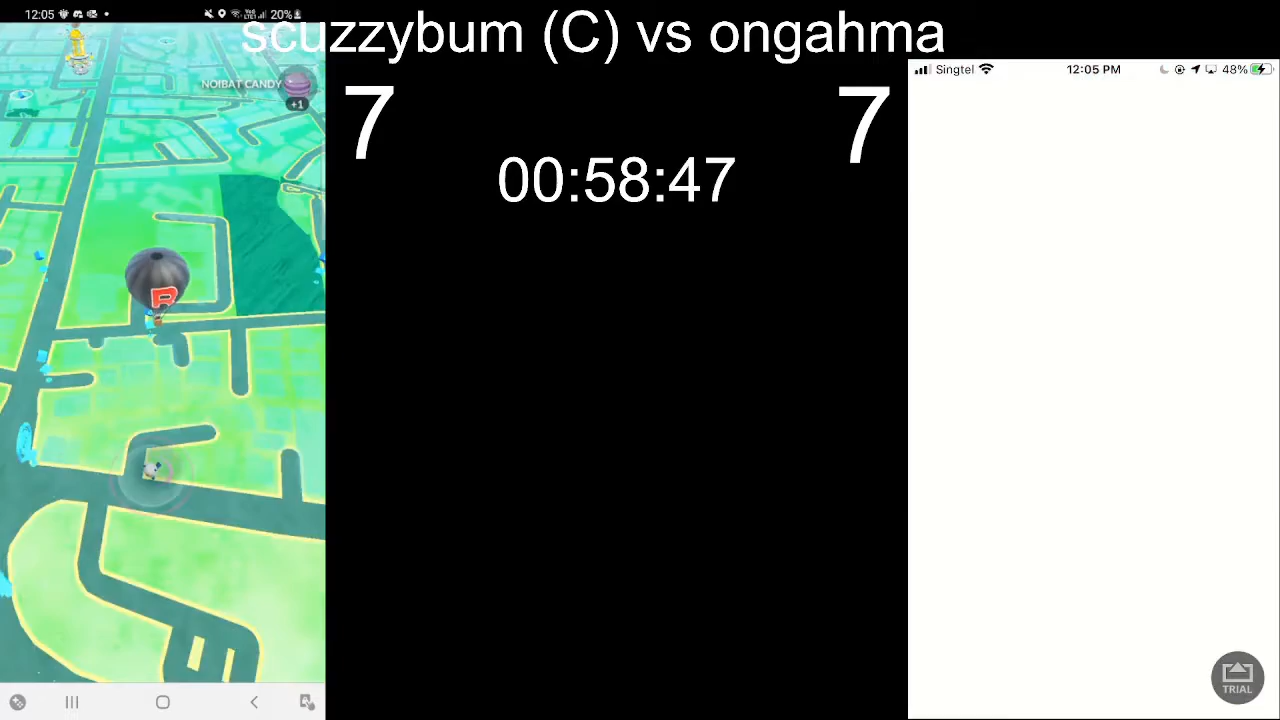 scuzzybum (C) vs ongahma
12:05
20%
NOIBAT CANDY
+1
R
7
7
00:58:47
Singtel
12:05 PM
48%
TRIAL